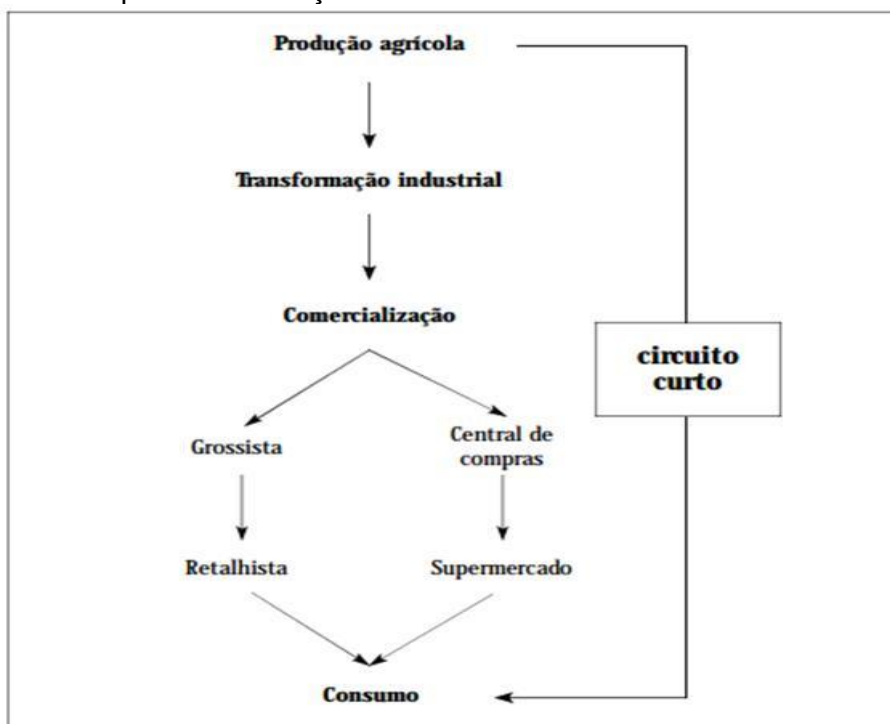 Produção agrícola
Transformação industrial
Comercialização
circuito
curto
Grossista
Central de
compras
Retalhista
Supermercado
Consumo